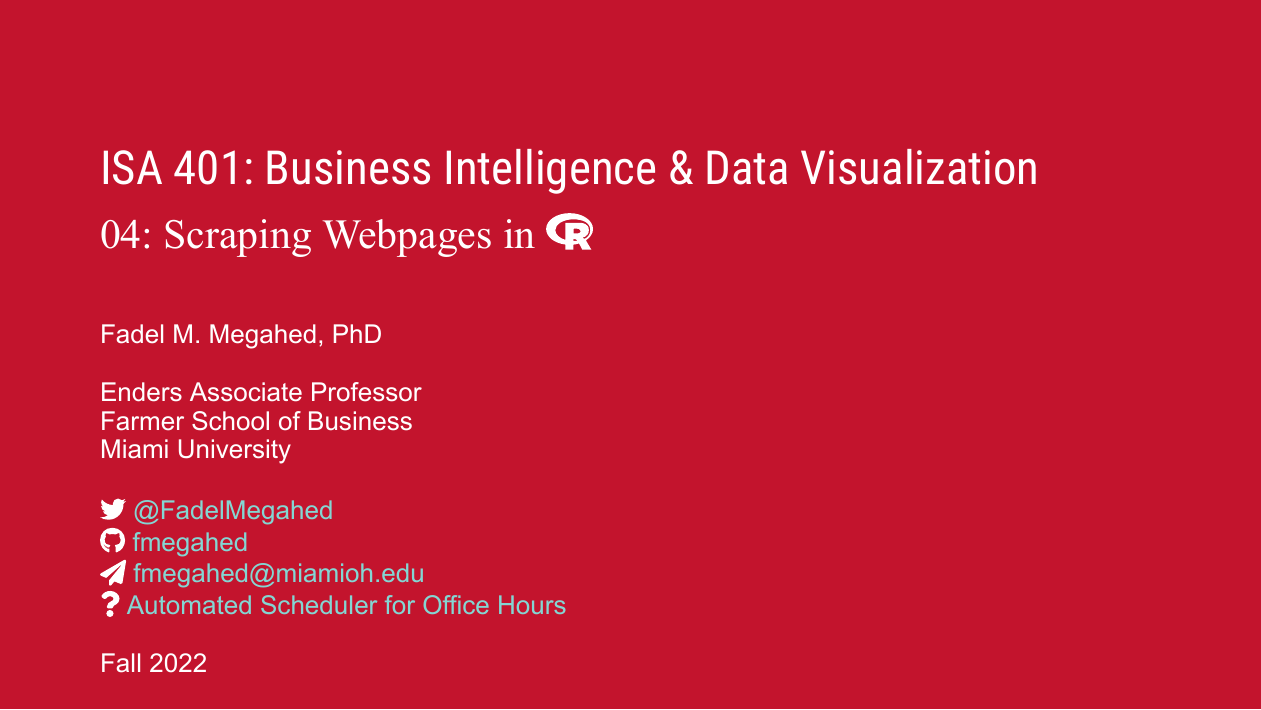 ISA 401: Business Intelligence & Data Visualization
04: Scraping Webpages in R
Fadel M. Megahed, PhD
Enders Associate Professor
Farmer School of Business
Miami University
@FadelMegahed
fmegahed
fmegahed@miamioh.edu
? Automated Scheduler for Office Hours
Fall 2022